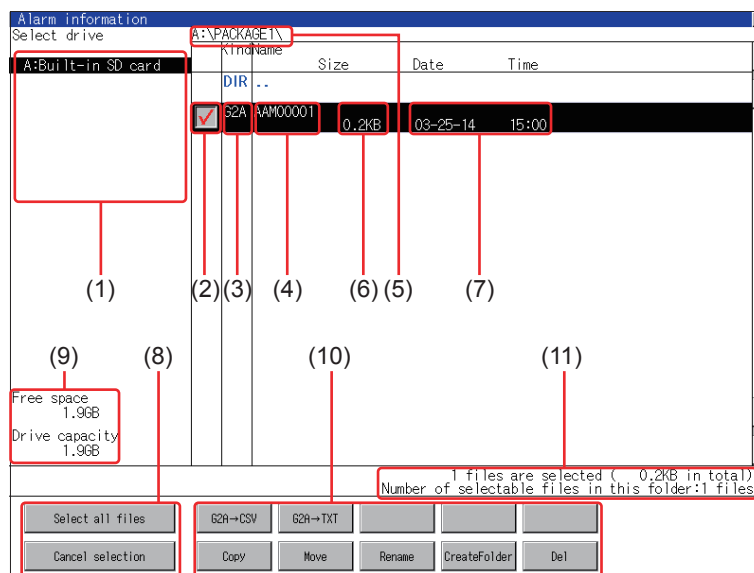 Alarm information
Select drive A:\PACKAGE1\
Kind Name
Size Date Time
A:Built-in SD card
DIR ..
G2A AAM00001
0.2KB 03-25-14 15:00
(1) (2) (3) (4) (6) (5) (7)
(9) (8) (10) (11)
Free space
1.9GB
Drive capacity
1.9GB
1 files are selected ( 0.2KB in total)
Number of selectable files in this folder:1 files
Select all files G2A→CSV G2A→TXT
Cancel selection Copy Move Rename CreateFolder Del